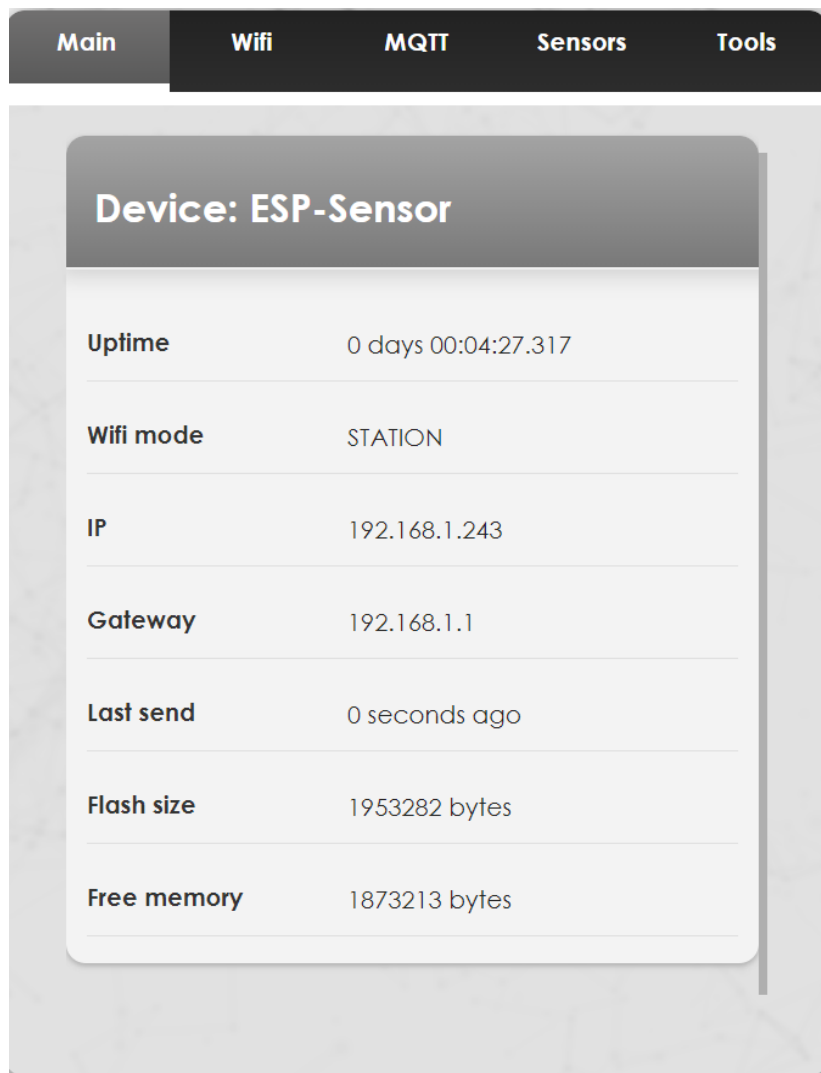 Main Wifi MQTT Sensors Tools
Device: ESP-Sensor
Uptime 0 days 00:04:27.317
Wifi mode STATION
IP 192.168.1.243
Gateway 192.168.1.1
Last send 0 seconds ago
Flash size 1953282 bytes
Free memory 1873213 bytes